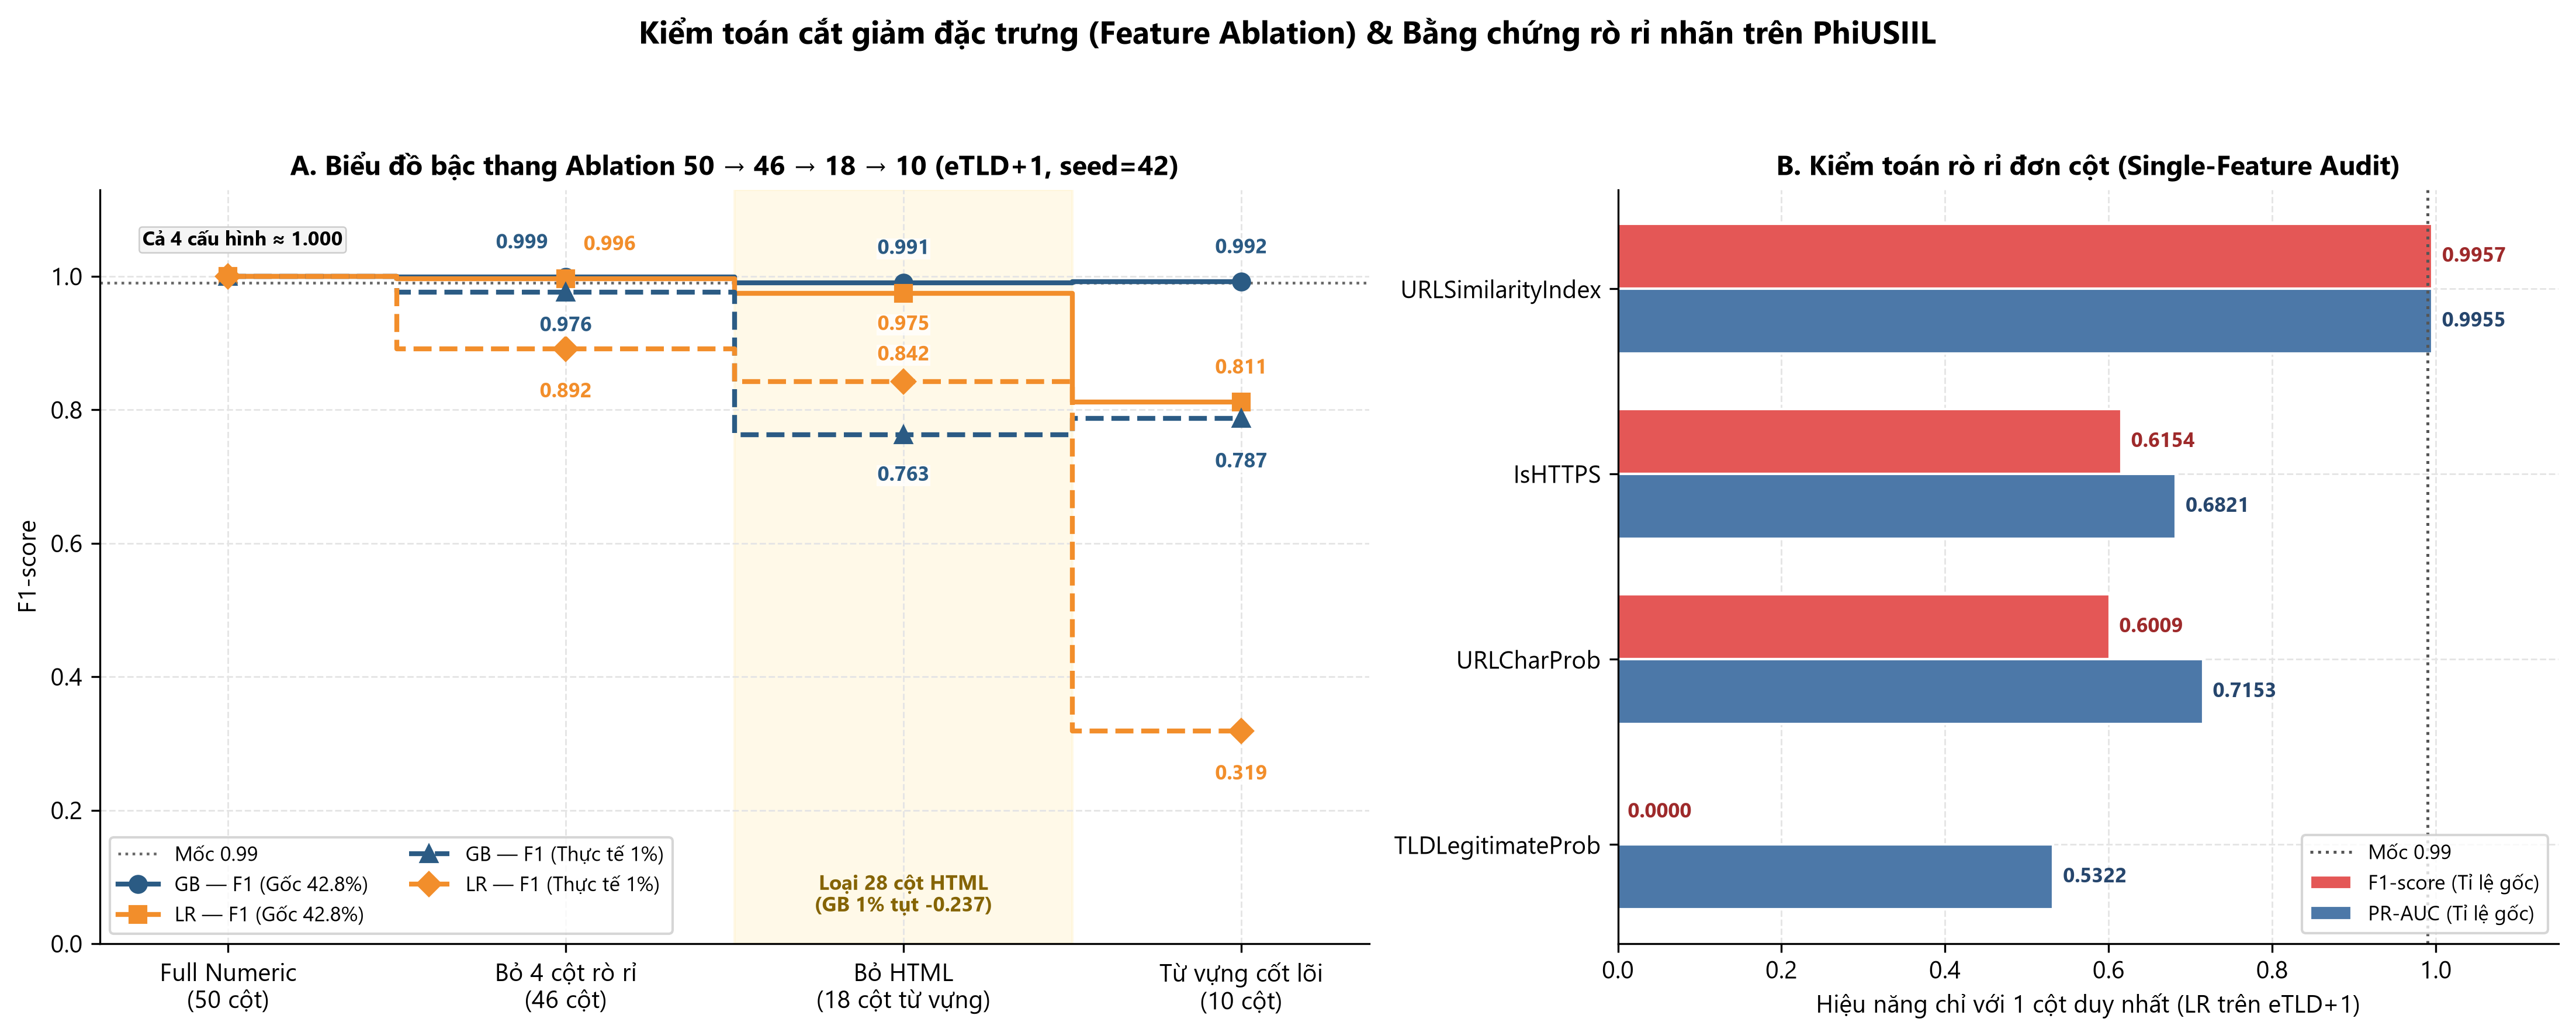 Kiểm toán cắt giảm đặc trưng (Feature Ablation) & Bằng chứng rò rỉ nhãn trên PhiUSIIL
A. Biểu đồ bậc thang Ablation 50 → 46 → 18 → 10 (eTLD+1, seed=42)
Cả 4 cấu hình ≈ 1.000
0.999
0.996
0.991
0.992
0.976
0.975
0.892
0.842
0.811
0.763
0.787
0.319
F1-score
1.0
0.8
0.6
0.4
0.2
0.0
Mốc 0.99
GB — F1 (Gốc 42.8%)
LR — F1 (Gốc 42.8%)
GB — F1 (Thực tế 1%)
LR — F1 (Thực tế 1%)
Loại 28 cột HTML
(GB 1% tụt -0.237)
Full Numeric
(50 cột)
Bỏ 4 cột rò rỉ
(46 cột)
Bỏ HTML
(18 cột từ vựng)
Từ vựng cốt lõi
(10 cột)
B. Kiểm toán rò rỉ đơn cột (Single-Feature Audit)
URLSimilarityIndex
0.9957
0.9955
IsHTTPS
0.6154
0.6821
URLCharProb
0.6009
0.7153
TLDLegitimateProb
0.0000
0.5322
Mốc 0.99
F1-score (Tỉ lệ gốc)
PR-AUC (Tỉ lệ gốc)
0.0
0.2
0.4
0.6
0.8
1.0
Hiệu năng chỉ với 1 cột duy nhất (LR trên eTLD+1)